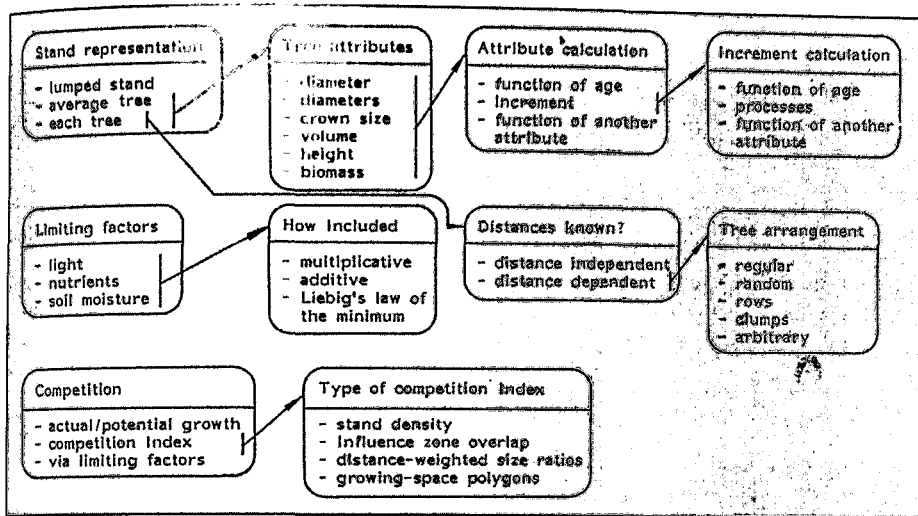 Stand representation
- lumped stand
- average tree
- each tree
Tree attributes
- diameter
- diameters
- crown size
- volume
- height
- biomass
Attribute calculation
- function of age
- increment
- function of another
attribute
Increment calculation
- function of age
- processes
- function of another
attribute
Limiting factors
- light
- nutrients
- soil moisture
How Included
- multiplicative
- additive
- Liebig's law of
the minimum
Distances known?
- distance independent
- distance dependent
Tree arrangement
- regular
- random
- rows
- clumps
- arbitrary
Competition
- actual/potential growth
- competition Index
- via limiting factors
Type of competition Index
- stand density
- Influence zone overlap
- distance-weighted size ratios
- growing-space polygons